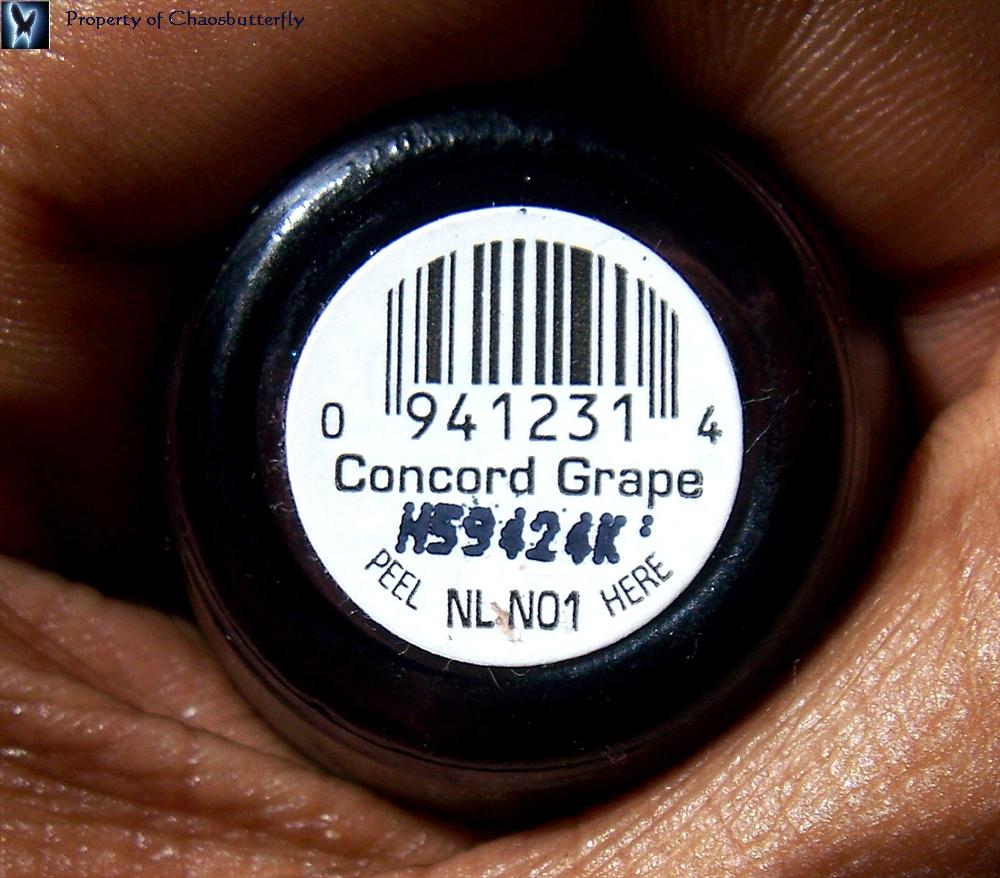 Property of Chaosbutterfly
0 941231 4
Concord Grape
H59424K:
PEEL NL N01 HERE